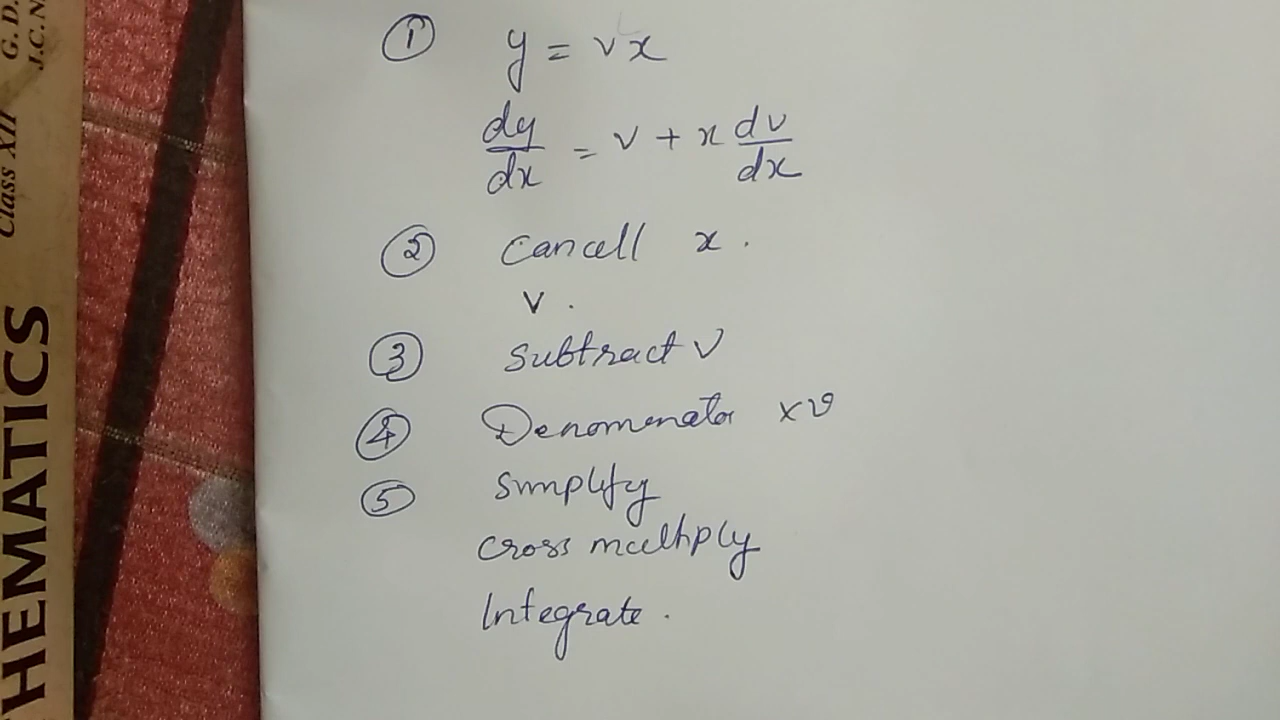 ① y = vx
dy/dx = v + x dv/dx
② Cancell x .
v .
③ Subtract v
④ Denomenator x v
⑤ Simplify
Cross multiply
Integrate .
Class XII G. D.
J.C.N
HEMATICS